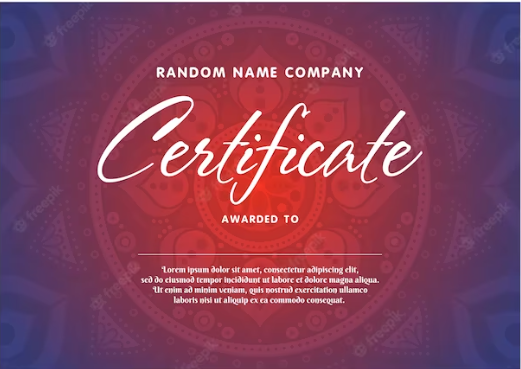 RANDOM NAME COMPANY
Certificate
AWARDED TO
Lorem ipsum dolor sit amet, consectetur adipiscing elit,
sed do eiusmod tempor incididunt ut labore et dolore magna aliqua.
Ut enim ad minim veniam, quis nostrud exercitation ullamco
laboris nisi ut aliquip ex ea commodo consequat.